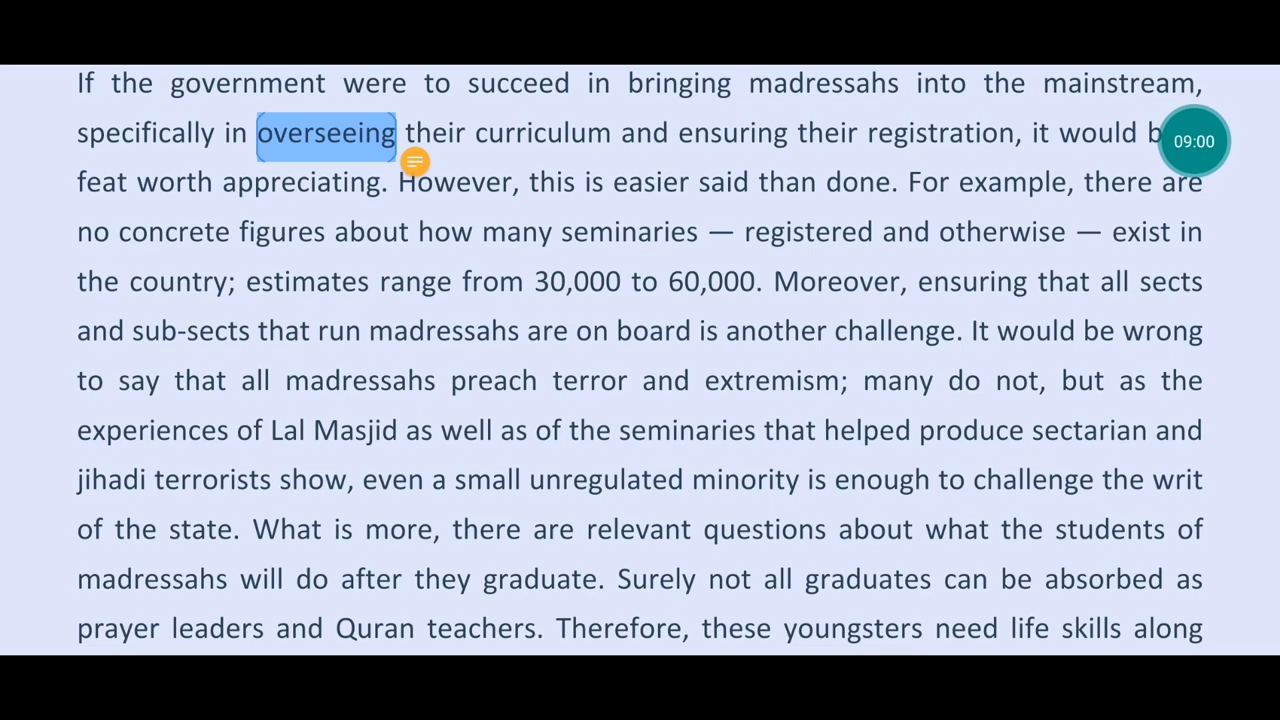 If the government were to succeed in bringing madressahs into the mainstream,
specifically in overseeing their curriculum and ensuring their registration, it would
09:00
feat worth appreciating. However, this is easier said than done. For example, there are
no concrete figures about how many seminaries — registered and otherwise — exist in
the country; estimates range from 30,000 to 60,000. Moreover, ensuring that all sects
and sub-sects that run madressahs are on board is another challenge. It would be wrong
to say that all madressahs preach terror and extremism; many do not, but as the
experiences of Lal Masjid as well as of the seminaries that helped produce sectarian and
jihadi terrorists show, even a small unregulated minority is enough to challenge the writ
of the state. What is more, there are relevant questions about what the students of
madressahs will do after they graduate. Surely not all graduates can be absorbed as
prayer leaders and Quran teachers. Therefore, these youngsters need life skills along